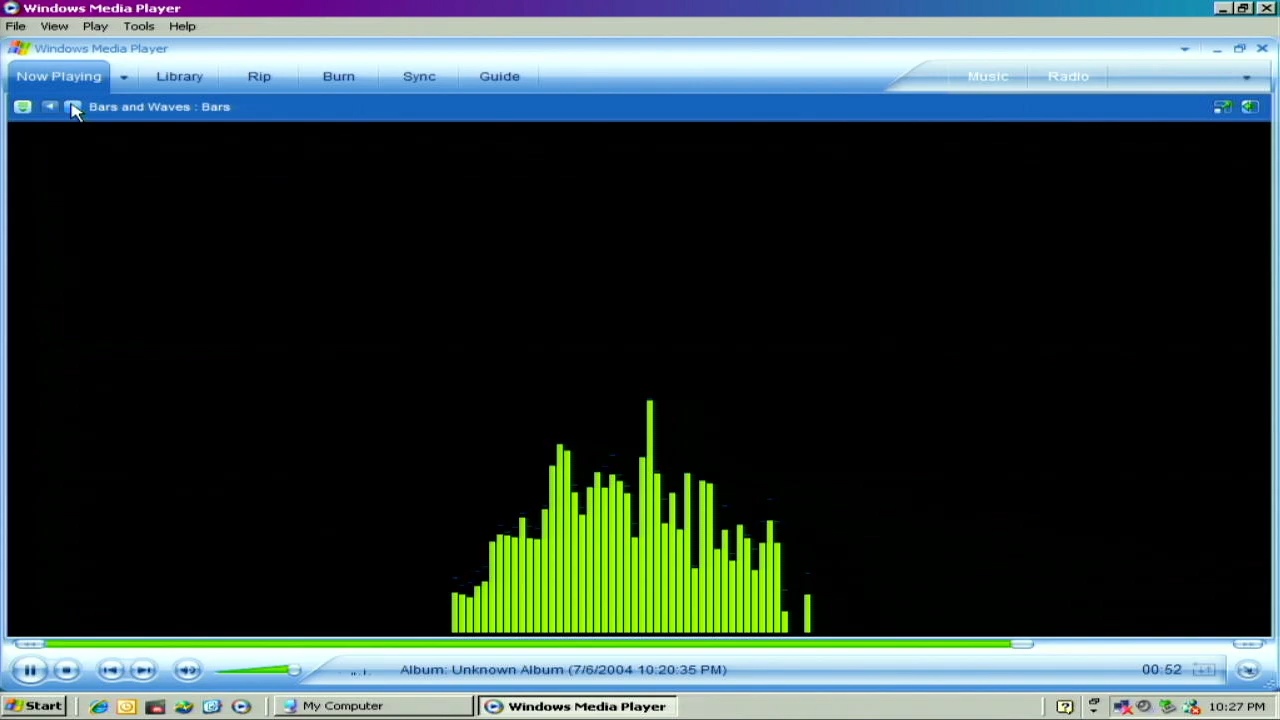 Windows Media Player
File View Play Tools Help
Windows Media Player
Now Playing Library Rip Burn Sync Guide Music Radio
Bars and Waves : Bars
Album: Unknown Album (7/6/2004 10:20:35 PM) 00:52
Start My Computer Windows Media Player 10:27 PM